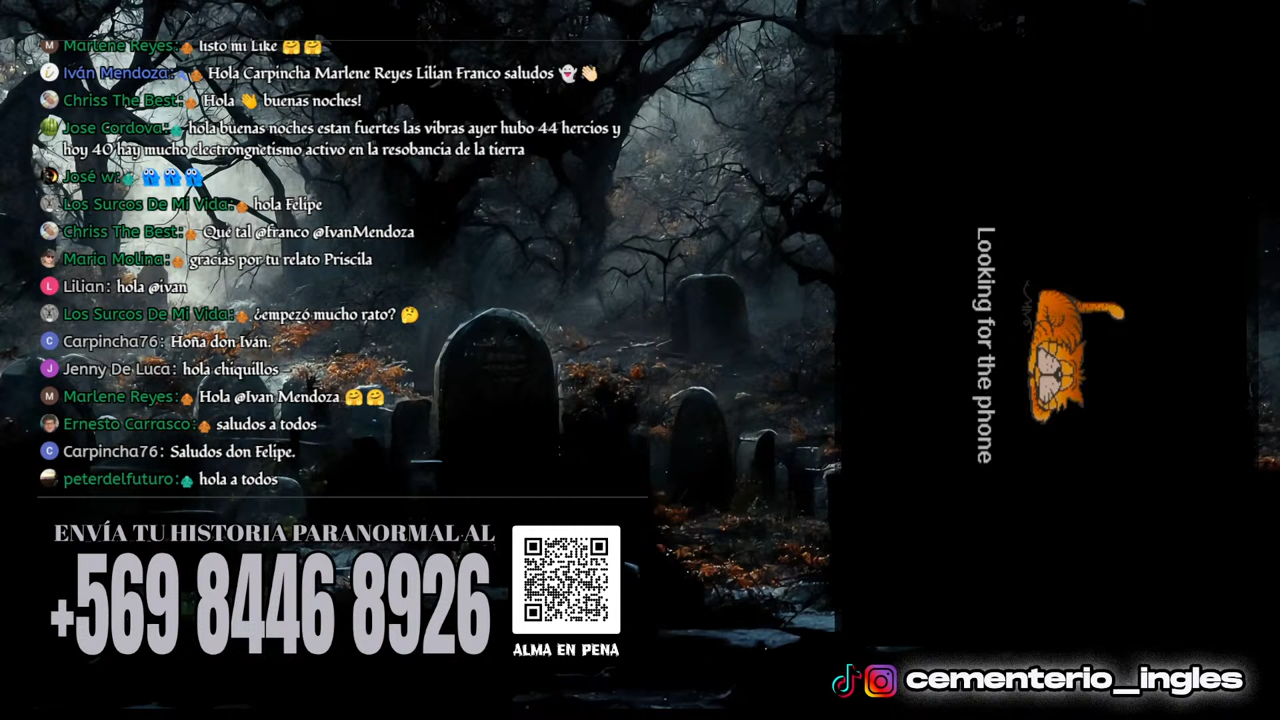 Marlene Reyes: listo mi Like 🤗 🤗
Iván Mendoza: Hola Carpincha Marlene Reyes Lilian Franco saludos 👻👋🏻
Chriss The Best: Hola 👋 buenas noches!
Jose Cordova: hola buenas noches estan fuertes las vibras ayer hubo 44 hercios y
hoy 40 hay mucho electrongnetismo activo en la resobancia de la tierra
José w:
Los Surcos De Mi Vida: hola Felipe
Chriss The Best: Que tal @franco @IvanMendoza
Maria Molina: gracias por tu relato Priscila
Lilian: hola @ivan
Los Surcos De Mi Vida: ¿empezó mucho rato? 🤔
Carpincha76: Hoña don Iván.
Jenny De Luca: hola chiquillos
Marlene Reyes: Hola @Ivan Mendoza 🤗 🤗
Ernesto Carrasco: saludos a todos
Carpincha76: Saludos don Felipe.
peterdelfuturo: hola a todos
ENVÍA TU HISTORIA PARANORMAL AL
+569 8446 8926
ALMA EN PENA
Looking for the phone
cementerio_ingles